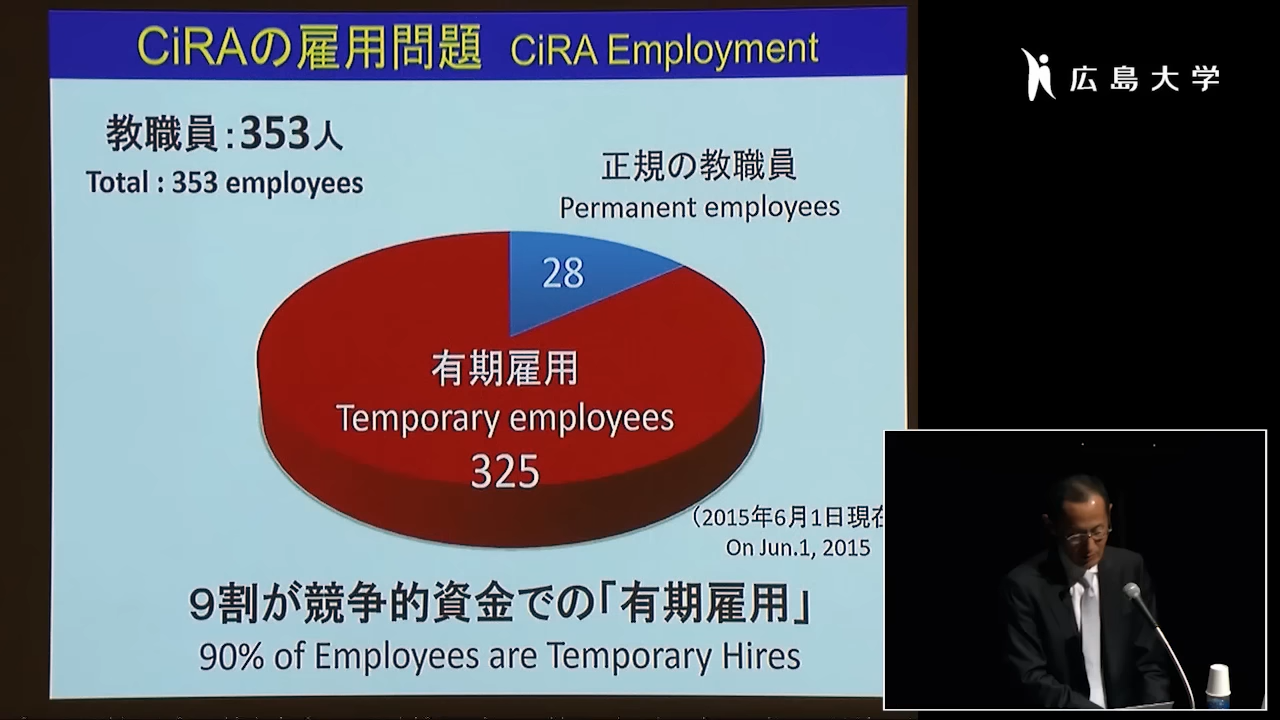 CiRAの雇用問題 CiRA Employment
広島大学
教職員：353人
Total : 353 employees
正規の教職員
Permanent employees
28
有期雇用
Temporary employees
325
（2015年6月1日現在
On Jun.1, 2015
９割が競争的資金での「有期雇用」
90% of Employees are Temporary Hires